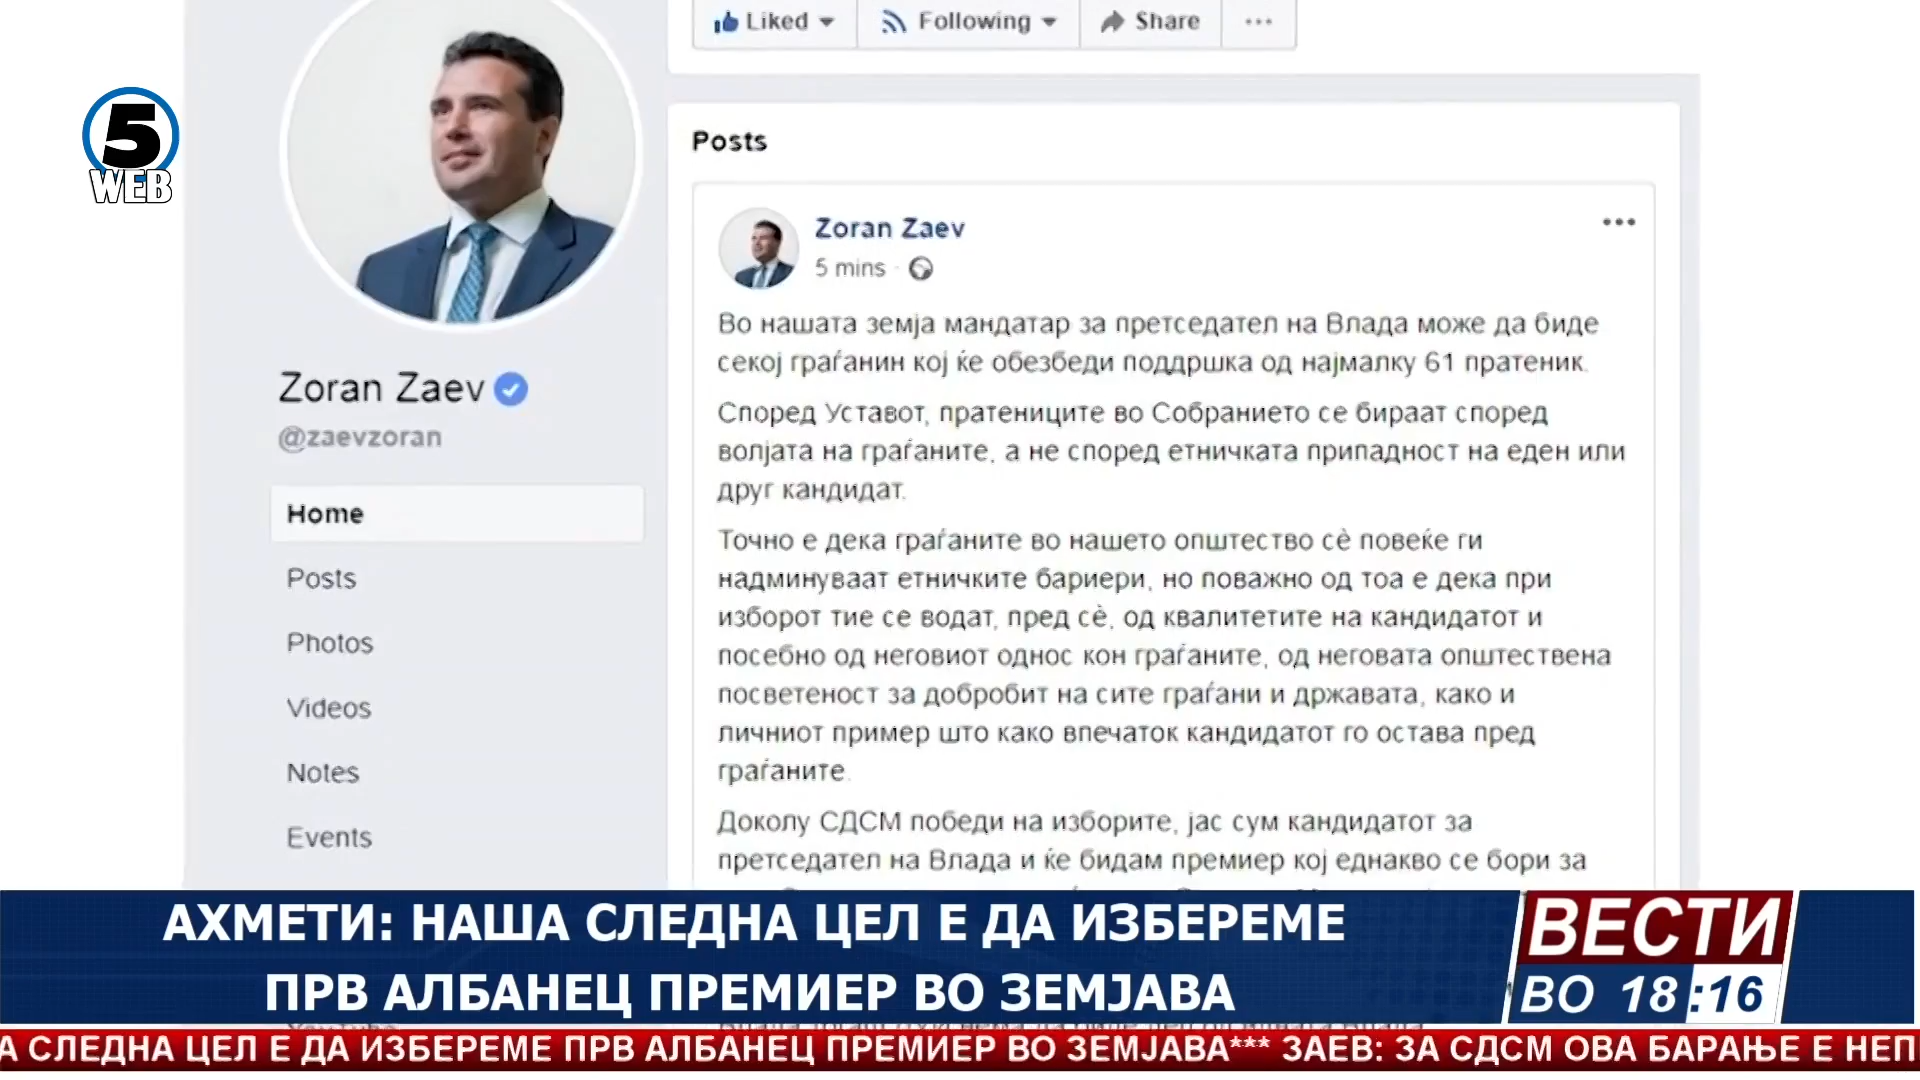 Liked
Following
Share
5
WEB
Posts
Zoran Zaev
5 mins
Во нашата земја мандатар за претседател на Влада може да биде
секој граѓанин кој ќе обезбеди поддршка од најмалку 61 пратеник.
Според Уставот, пратениците во Собранието се бираат според
волјата на граѓаните, а не според етничката припадност на еден или
друг кандидат.
Точно е дека граѓаните во нашето општество сѐ повеќе ги
надминуваат етничките бариери, но поважно од тоа е дека при
изборот тие се водат, пред сѐ, од квалитетите на кандидатот и
посебно од неговиот однос кон граѓаните, од неговата општествена
посветеност за добробит на сите граѓани и државата, како и
личниот пример што како впечаток кандидатот го остава пред
граѓаните.
Доколу СДСМ победи на изборите, јас сум кандидатот за
претседател на Влада и ќе бидам премиер кој еднакво се бори за
Zoran Zaev
@zaevzoran
Home
Posts
Photos
Videos
Notes
Events
АХМЕТИ: НАША СЛЕДНА ЦЕЛ Е ДА ИЗБЕРЕМЕ
ПРВ АЛБАНЕЦ ПРЕМИЕР ВО ЗЕМЈАВА
ВЕСТИ
ВО 18:16
А СЛЕДНА ЦЕЛ Е ДА ИЗБЕРЕМЕ ПРВ АЛБАНЕЦ ПРЕМИЕР ВО ЗЕМЈАВА*** ЗАЕВ: ЗА СДСМ ОВА БАРАЊЕ Е НЕП